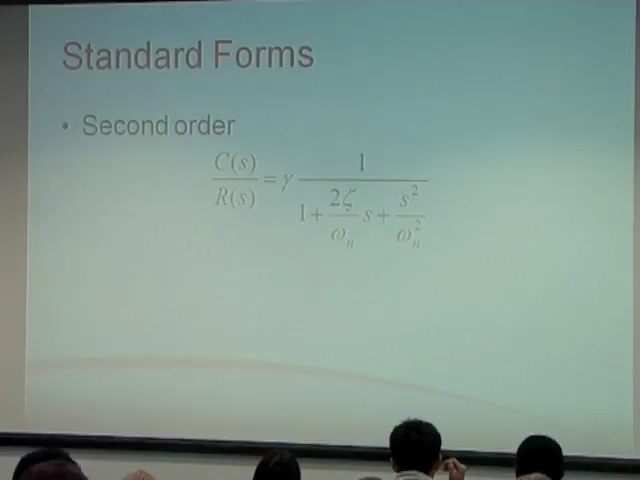 Standard Forms
• Second order
C(s)/R(s) = γ 1/(1 + (2ζ/ωₙ)s + s²/ωₙ²)